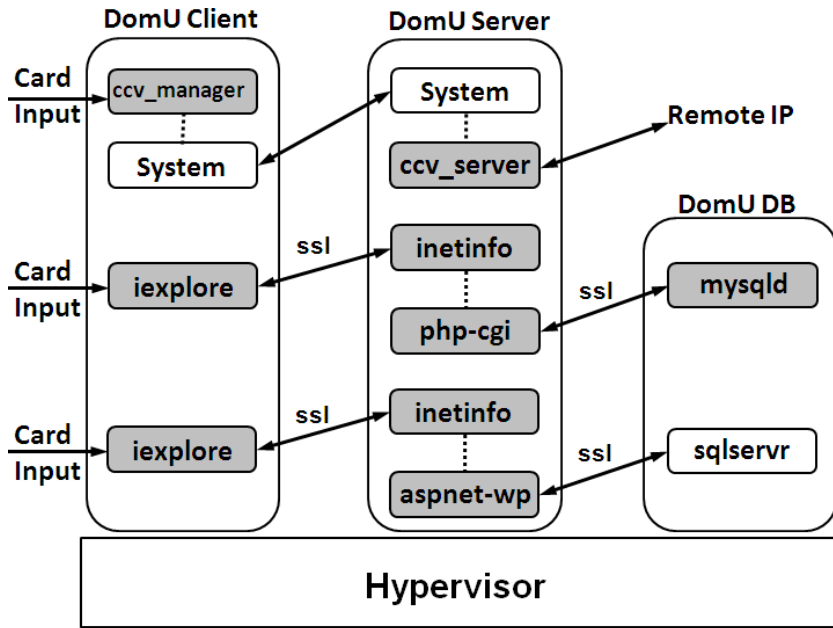 DomU Client
DomU Server
Card
Input
ccv_manager
System
System
ccv_server
Remote IP
DomU DB
Card
Input
iexplore
ssl
inetinfo
php-cgi
ssl
mysqld
Card
Input
iexplore
ssl
inetinfo
aspnet-wp
ssl
sqlservr
Hypervisor